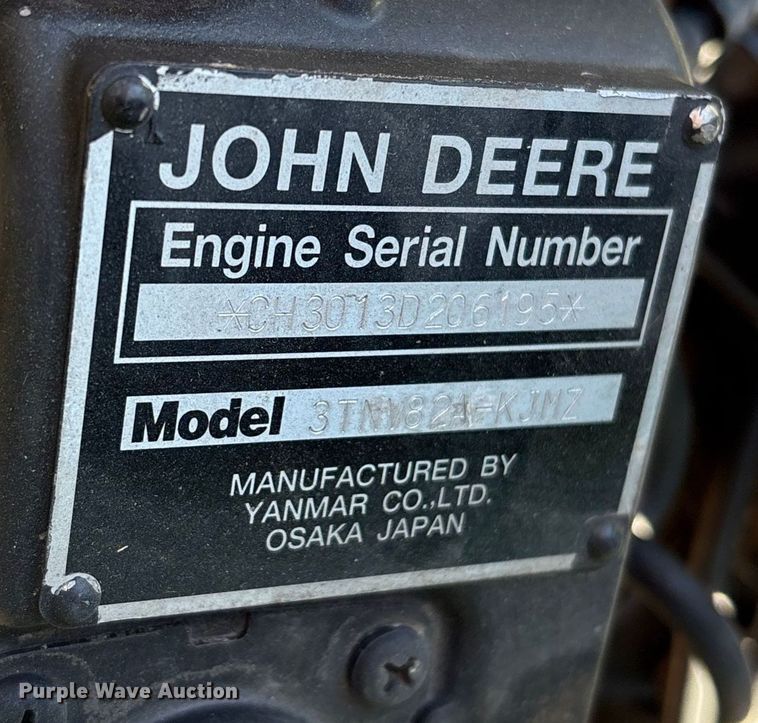 JOHN DEERE
Engine Serial Number
*CH3013D206195*
Model 3TNV82A-KJMZ
MANUFACTURED BY
YANMAR CO.,LTD.
OSAKA JAPAN
Purple Wave Auction